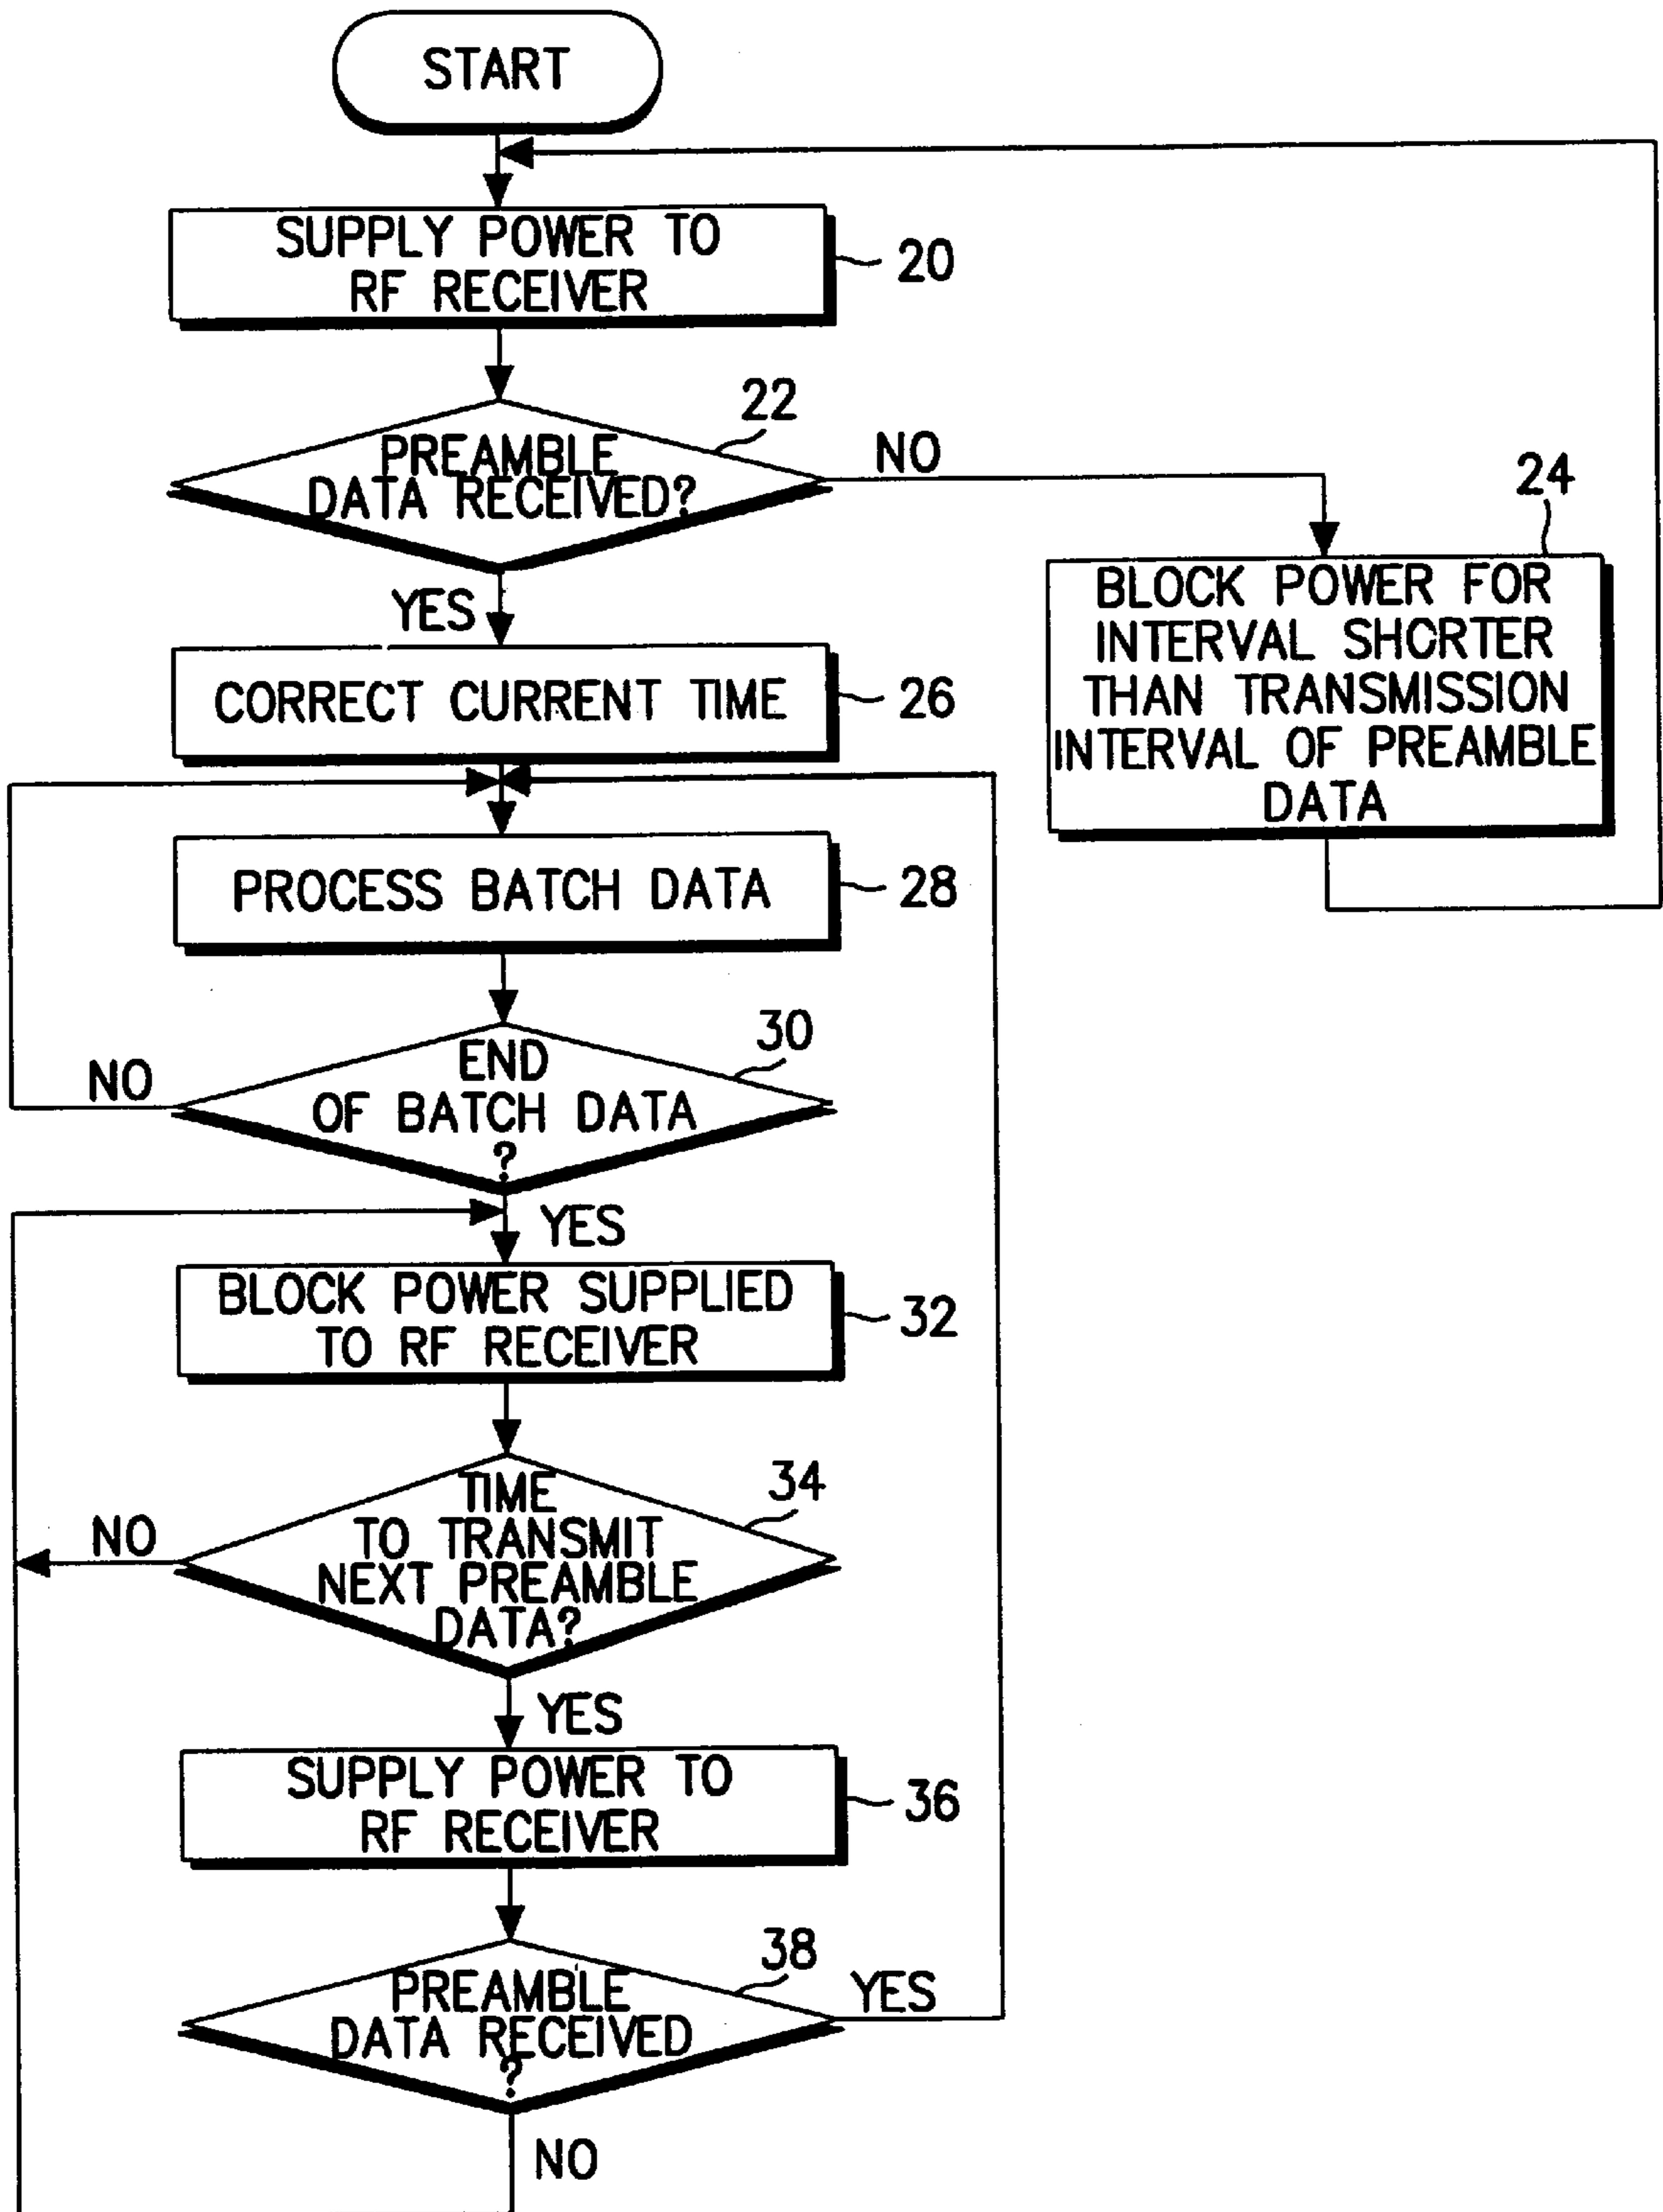 START
SUPPLY POWER TO
RF RECEIVER
20
22
PREAMBLE
DATA RECEIVED?
NO
24
BLOCK POWER FOR
INTERVAL SHORTER
THAN TRANSMISSION
INTERVAL OF PREAMBLE
DATA
YES
CORRECT CURRENT TIME
26
PROCESS BATCH DATA
28
30
END
OF BATCH DATA
?
NO
YES
BLOCK POWER SUPPLIED
TO RF RECEIVER
32
34
TIME
TO TRANSMIT
NEXT PREAMBLE
DATA?
NO
YES
SUPPLY POWER TO
RF RECEIVER
36
38
PREAMBLE
DATA RECEIVED
?
YES
NO